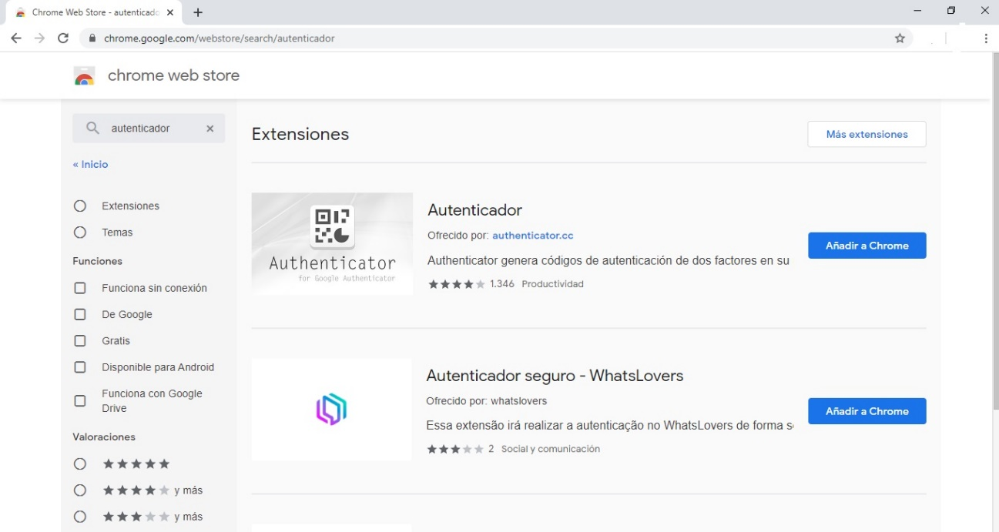 Chrome Web Store - autenticado
chrome.google.com/webstore/search/autenticador
chrome web store
autenticador
« Inicio
Extensiones
Temas
Funciones
Funciona sin conexión
De Google
Gratis
Disponible para Android
Funciona con Google
Drive
Valoraciones
y más
y más
Extensiones
Más extensiones
Authenticator
for Google Authenticator
Autenticador
Ofrecido por: authenticator.cc
Authenticator genera códigos de autenticación de dos factores en su
1.346 Productividad
Añadir a Chrome
Autenticador seguro - WhatsLovers
Ofrecido por: whatslovers
Essa extensão irá realizar a autenticação no WhatsLovers de forma s
2 Social y comunicación
Añadir a Chrome